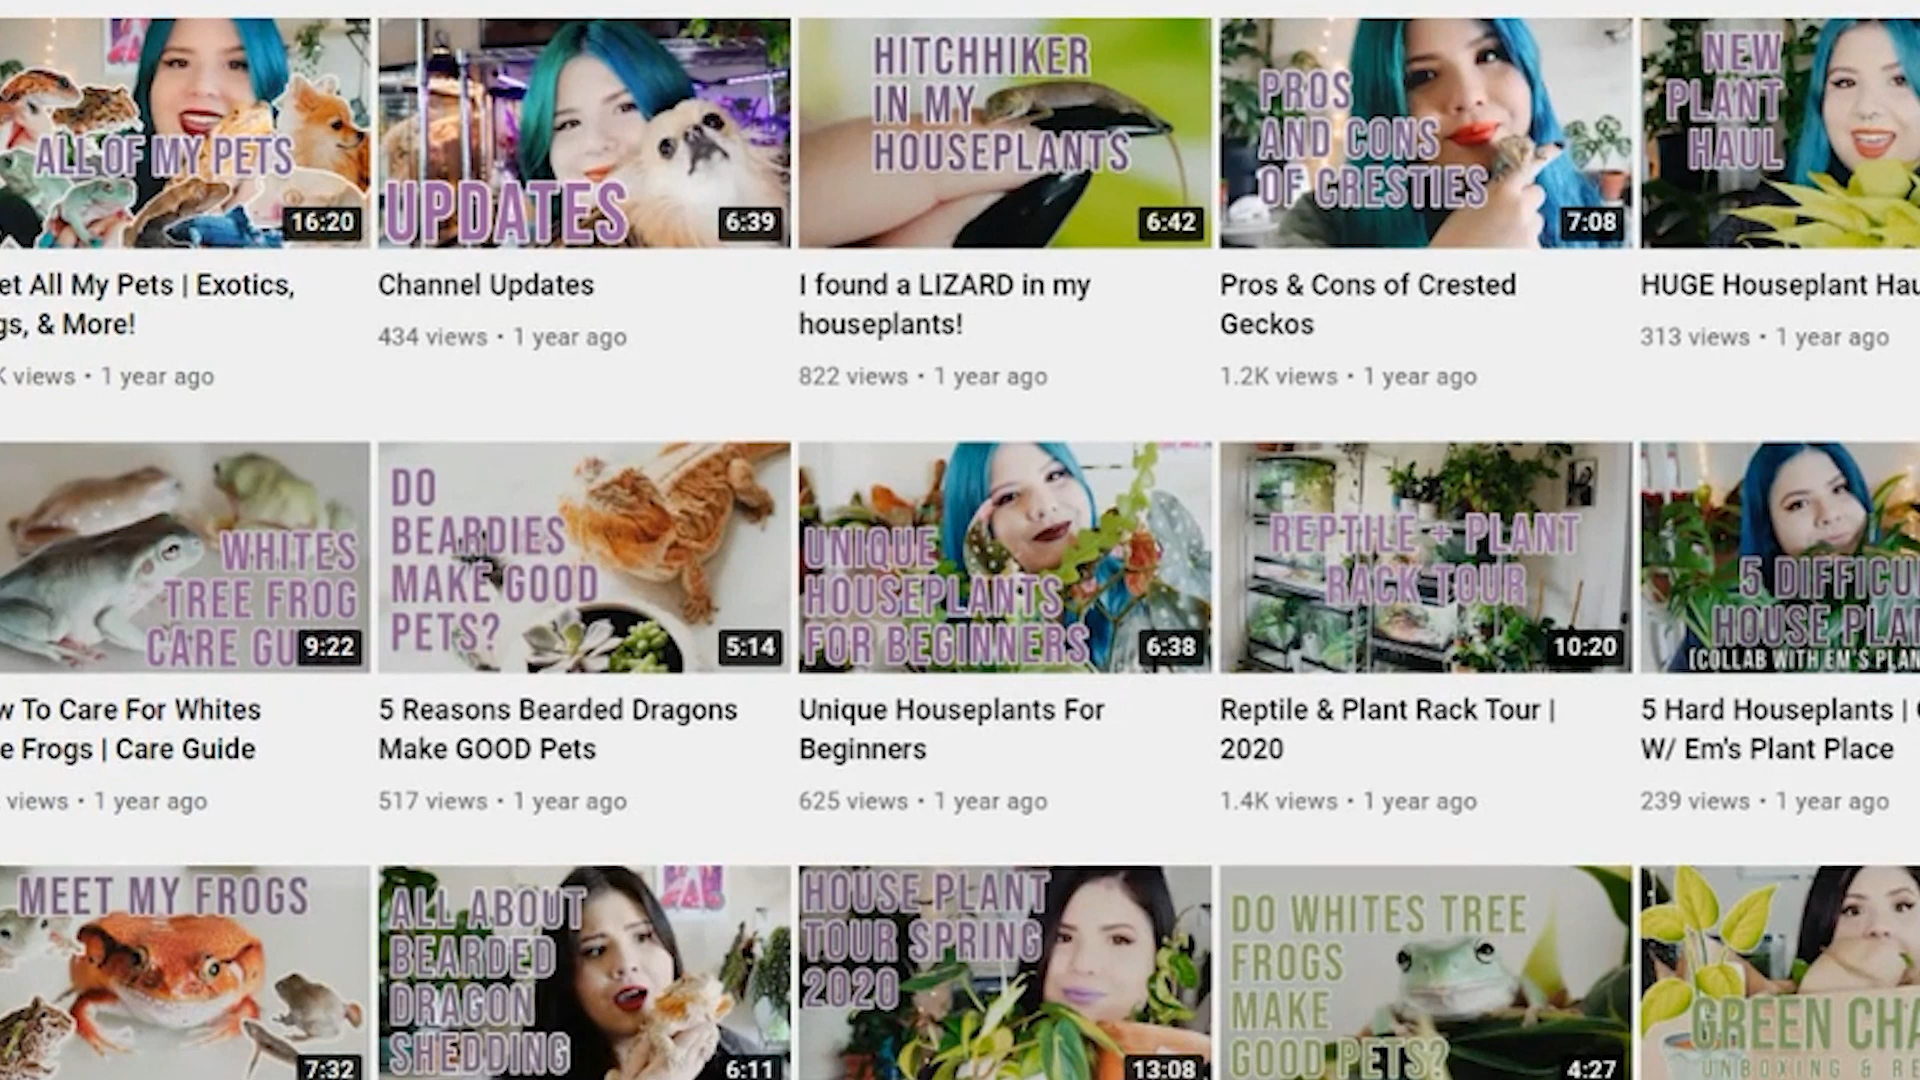 ALL OF MY PETS
16:20
UPDATES
6:39
HITCHHIKER
IN MY
HOUSEPLANTS
6:42
PROS
AND CONS
OF CRESTIES
7:08
NEW
PLANT
HAUL
et All My Pets | Exotics,
gs, & More!
K views • 1 year ago
Channel Updates
434 views • 1 year ago
I found a LIZARD in my
houseplants!
822 views • 1 year ago
Pros & Cons of Crested
Geckos
1.2K views • 1 year ago
HUGE Houseplant Hau
313 views • 1 year ago
WHITES
TREE FROG
CARE GU
9:22
DO
BEARDIES
MAKE GOOD
PETS?
5:14
UNIQUE
HOUSEPLANTS
FOR BEGINNERS
6:38
REPTILE + PLANT
RACK TOUR
10:20
5 DIFFICU
HOUSE PLAN
(COLLAB WITH EM'S PLAN
w To Care For Whites
e Frogs | Care Guide
views • 1 year ago
5 Reasons Bearded Dragons
Make GOOD Pets
517 views • 1 year ago
Unique Houseplants For
Beginners
625 views • 1 year ago
Reptile & Plant Rack Tour |
2020
1.4K views • 1 year ago
5 Hard Houseplants |
W/ Em's Plant Place
239 views • 1 year ago
MEET MY FROGS
7:32
ALL ABOUT
BEARDED
DRAGON
SHEDDING
6:11
HOUSE PLANT
TOUR SPRING
2020
13:08
DO WHITES TREE
FROGS
MAKE
GOOD PETS?
4:27
GREEN CHA
UNBOXING & RE